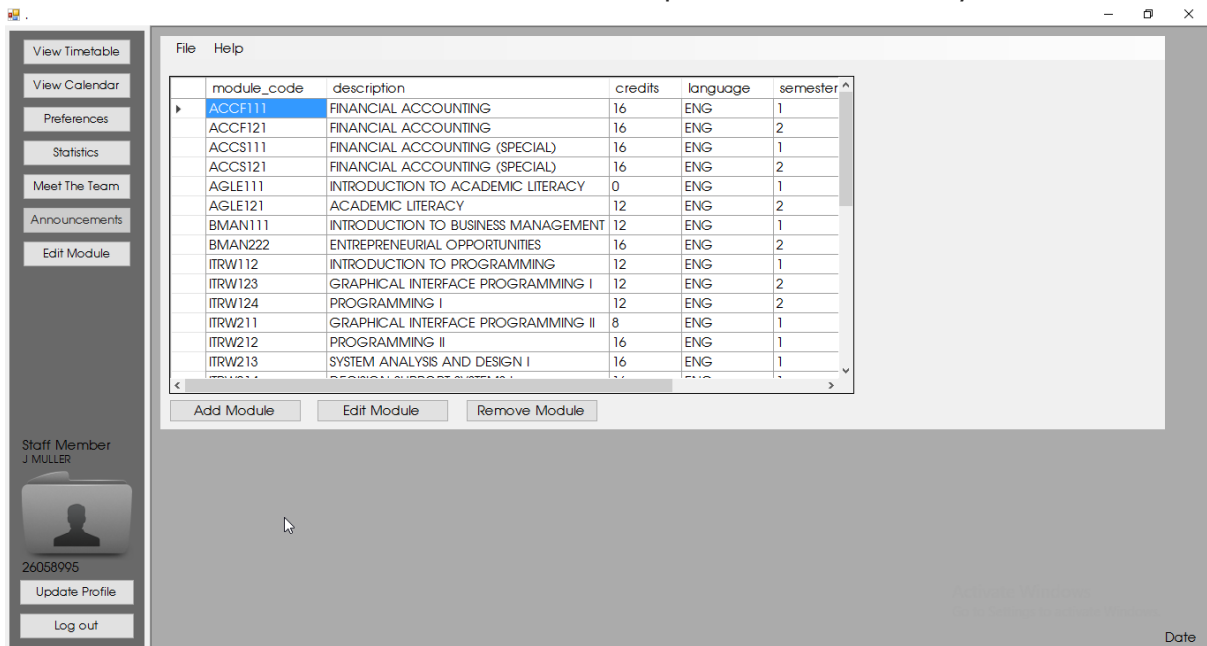 .
View Timetable
View Calendar
Preferences
Statistics
Meet The Team
Announcements
Edit Module
Staff Member
J MULLER
26058995
Update Profile
Log out
File Help
module_code description credits language semester
ACCF111 FINANCIAL ACCOUNTING 16 ENG 1
ACCF121 FINANCIAL ACCOUNTING 16 ENG 2
ACCS111 FINANCIAL ACCOUNTING (SPECIAL) 16 ENG 1
ACCS121 FINANCIAL ACCOUNTING (SPECIAL) 16 ENG 2
AGLE111 INTRODUCTION TO ACADEMIC LITERACY 0 ENG 1
AGLE121 ACADEMIC LITERACY 12 ENG 2
BMAN111 INTRODUCTION TO BUSINESS MANAGEMENT 12 ENG 1
BMAN222 ENTREPRENEURIAL OPPORTUNITIES 16 ENG 2
ITRW112 INTRODUCTION TO PROGRAMMING 12 ENG 1
ITRW123 GRAPHICAL INTERFACE PROGRAMMING I 12 ENG 2
ITRW124 PROGRAMMING I 12 ENG 2
ITRW211 GRAPHICAL INTERFACE PROGRAMMING II 8 ENG 1
ITRW212 PROGRAMMING II 16 ENG 1
ITRW213 SYSTEM ANALYSIS AND DESIGN I 16 ENG 1
Add Module Edit Module Remove Module
Date